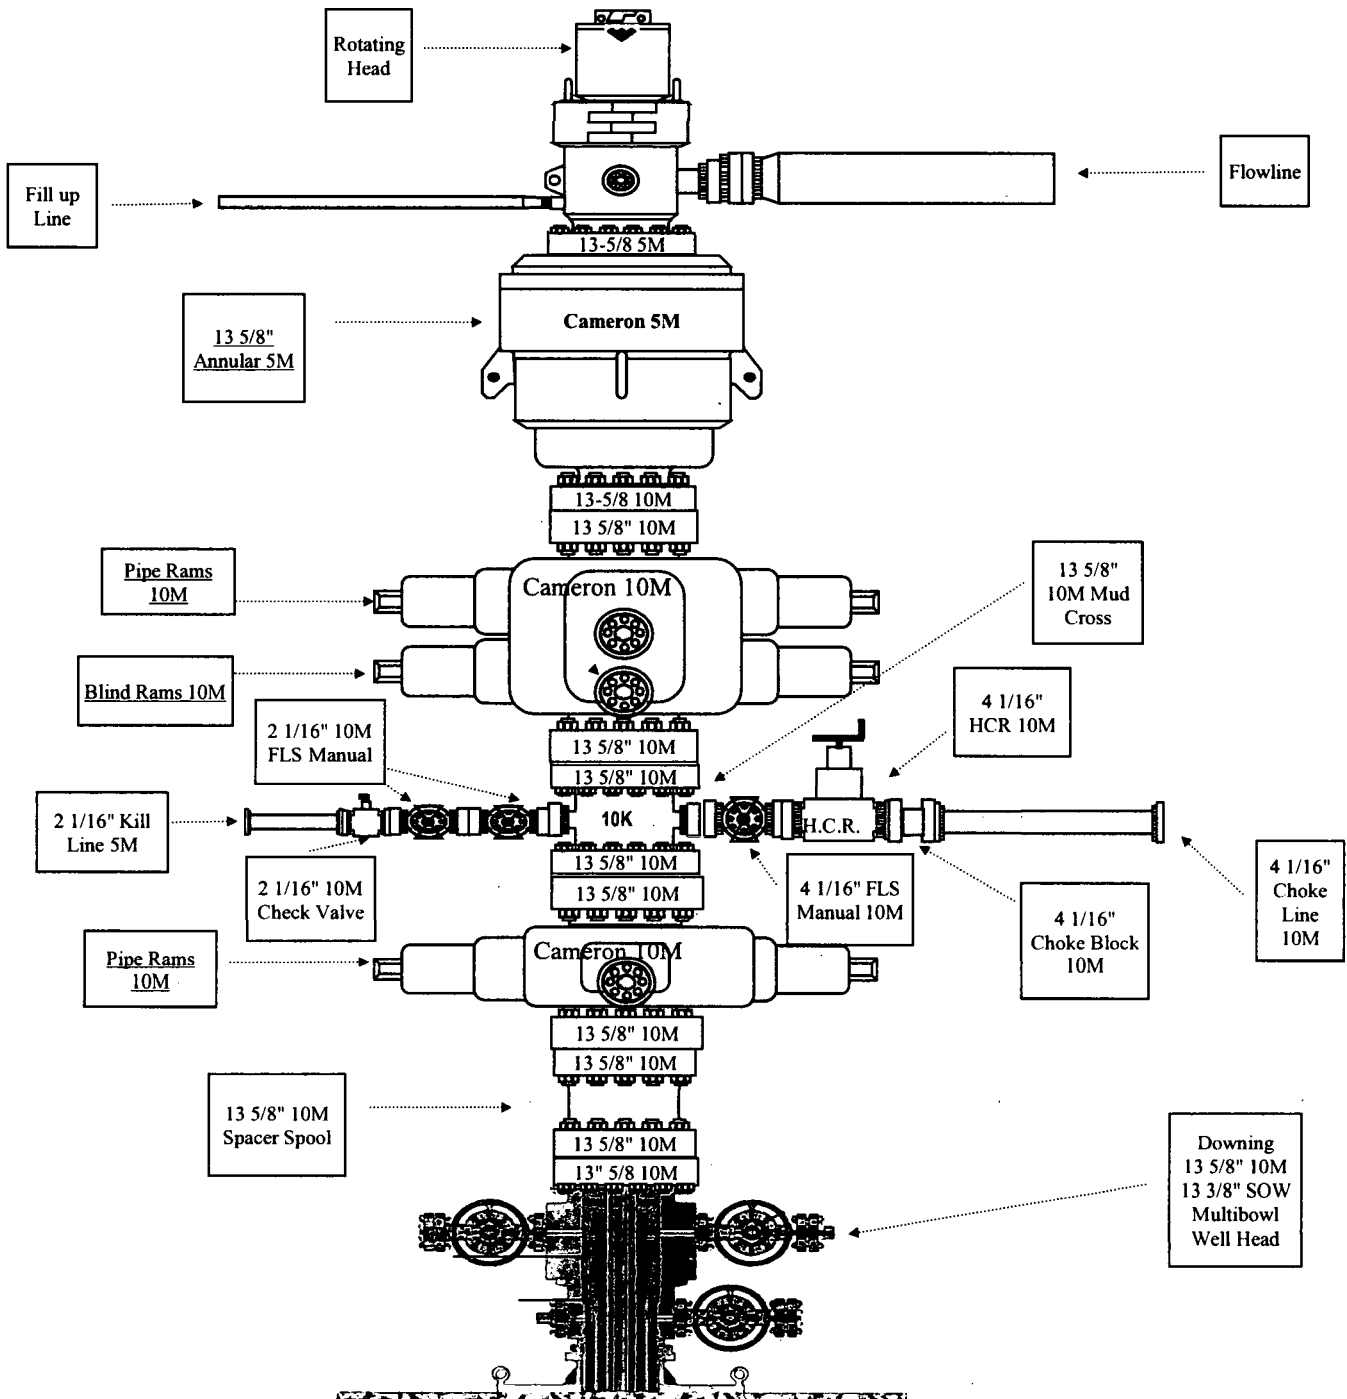 Rotating
Head
Fill up
Line
Flowline
13-5/8 5M
13 5/8"
Annular 5M
Cameron 5M
13-5/8 10M
13 5/8" 10M
Pipe Rams
10M
Cameron 10M
13 5/8"
10M Mud
Cross
Blind Rams 10M
4 1/16"
HCR 10M
2 1/16" 10M
FLS Manual
13 5/8" 10M
13 5/8" 10M
2 1/16" Kill
Line 5M
10K
H.C.R.
13 5/8" 10M
13 5/8" 10M
2 1/16" 10M
Check Valve
4 1/16" FLS
Manual 10M
4 1/16"
Choke Block
10M
4 1/16"
Choke
Line
10M
Pipe Rams
10M
Cameron 10M
13 5/8" 10M
13 5/8" 10M
13 5/8" 10M
Spacer Spool
13 5/8" 10M
13" 5/8 10M
Downing
13 5/8" 10M
13 3/8" SOW
Multibowl
Well Head